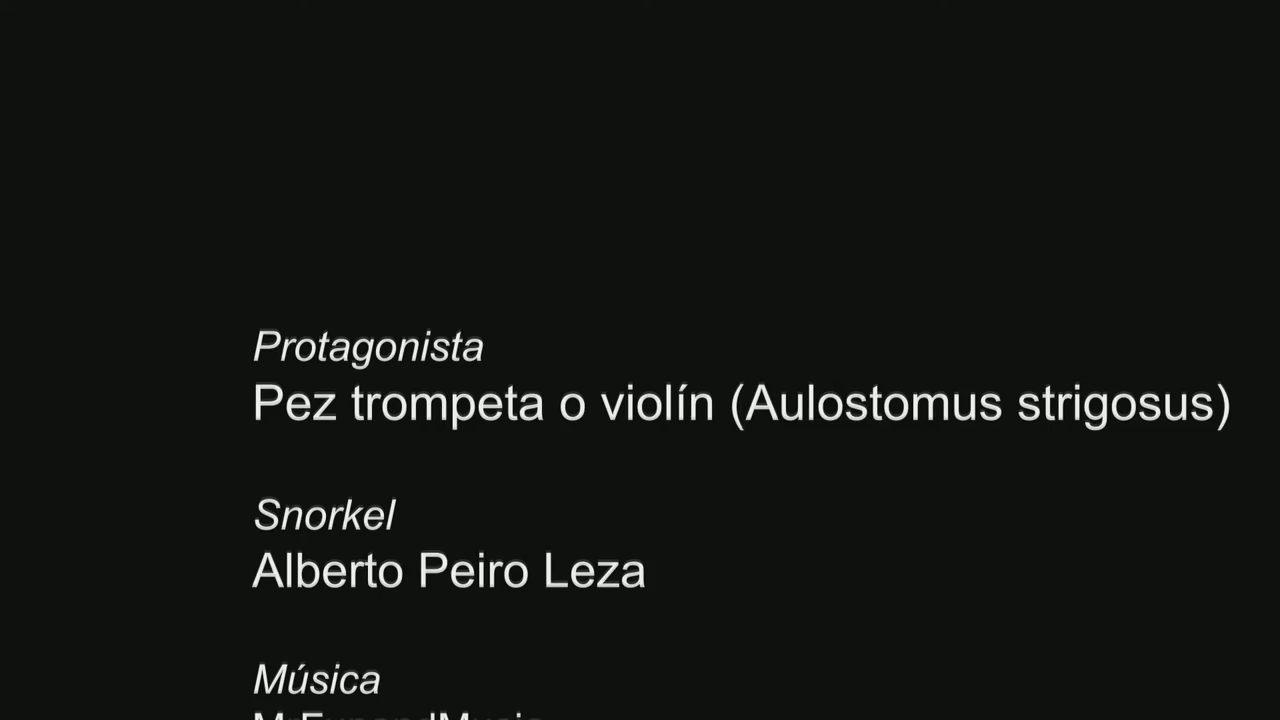 Protagonista
Pez trompeta o violín (Aulostomus strigosus)
Snorkel
Alberto Peiro Leza
Música